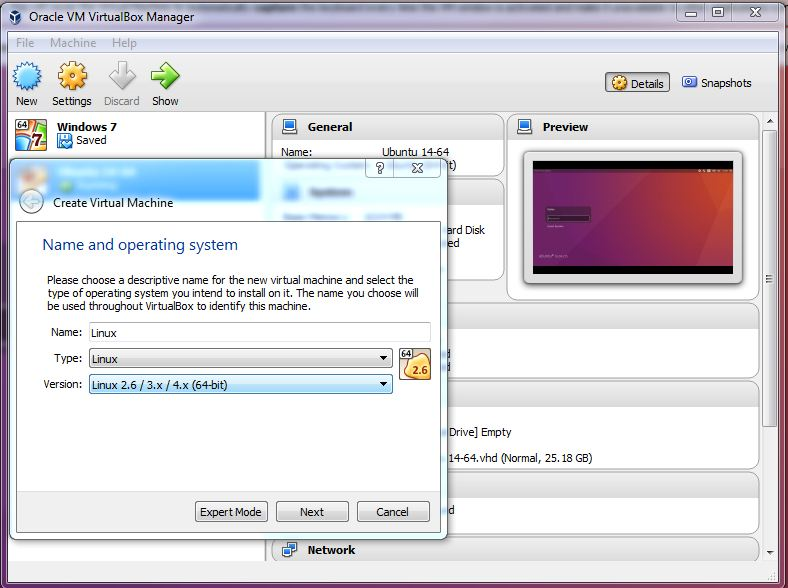 Oracle VM VirtualBox Manager
File Machine Help
New Settings Discard Show
Details Snapshots
64
7
Windows 7
Saved
General
Name: Ubuntu 14-64
Preview
Create Virtual Machine
Name and operating system
Please choose a descriptive name for the new virtual machine and select the
type of operating system you intend to install on it. The name you choose will
be used throughout VirtualBox to identify this machine.
Name: Linux
Type: Linux
64
2.6
Version: Linux 2.6 / 3.x / 4.x (64-bit)
Expert Mode Next Cancel
ard Disk
ed
Drive] Empty
14-64.vhd (Normal, 25.18 GB)
Network